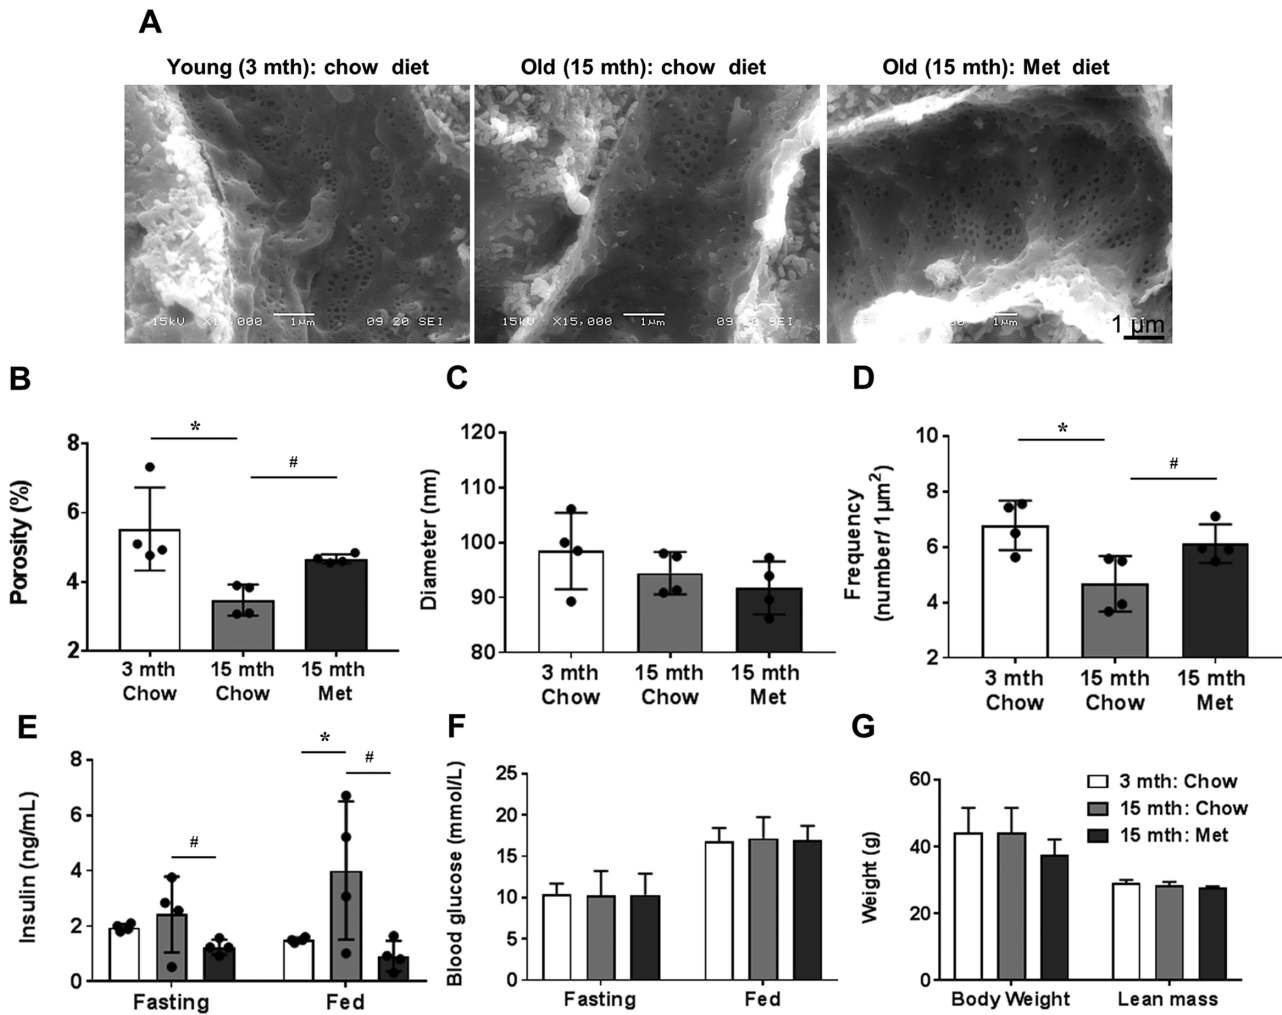 A
Young (3 mth): chow diet
Old (15 mth): chow diet
Old (15 mth): Met diet
15kV
,000
1µm
09 20 SEI
15kV X15,000
1µm
SEI
1µm
1 µm
B
Porosity (%)
8
6
4
2
*
#
3 mth
Chow
15 mth
Chow
15 mth
Met
C
Diameter (nm)
120
110
100
90
80
3 mth
Chow
15 mth
Chow
15 mth
Met
D
Frequency
(number/ 1µm²)
10
8
6
4
2
*
#
3 mth
Chow
15 mth
Chow
15 mth
Met
E
Insulin (ng/mL)
8
6
4
2
0
#
*
#
Fasting
Fed
F
Blood glucose (mmol/L)
25
20
15
10
5
0
Fasting
Fed
G
Weight (g)
60
40
20
0
3 mth: Chow
15 mth: Chow
15 mth: Met
Body Weight
Lean mass